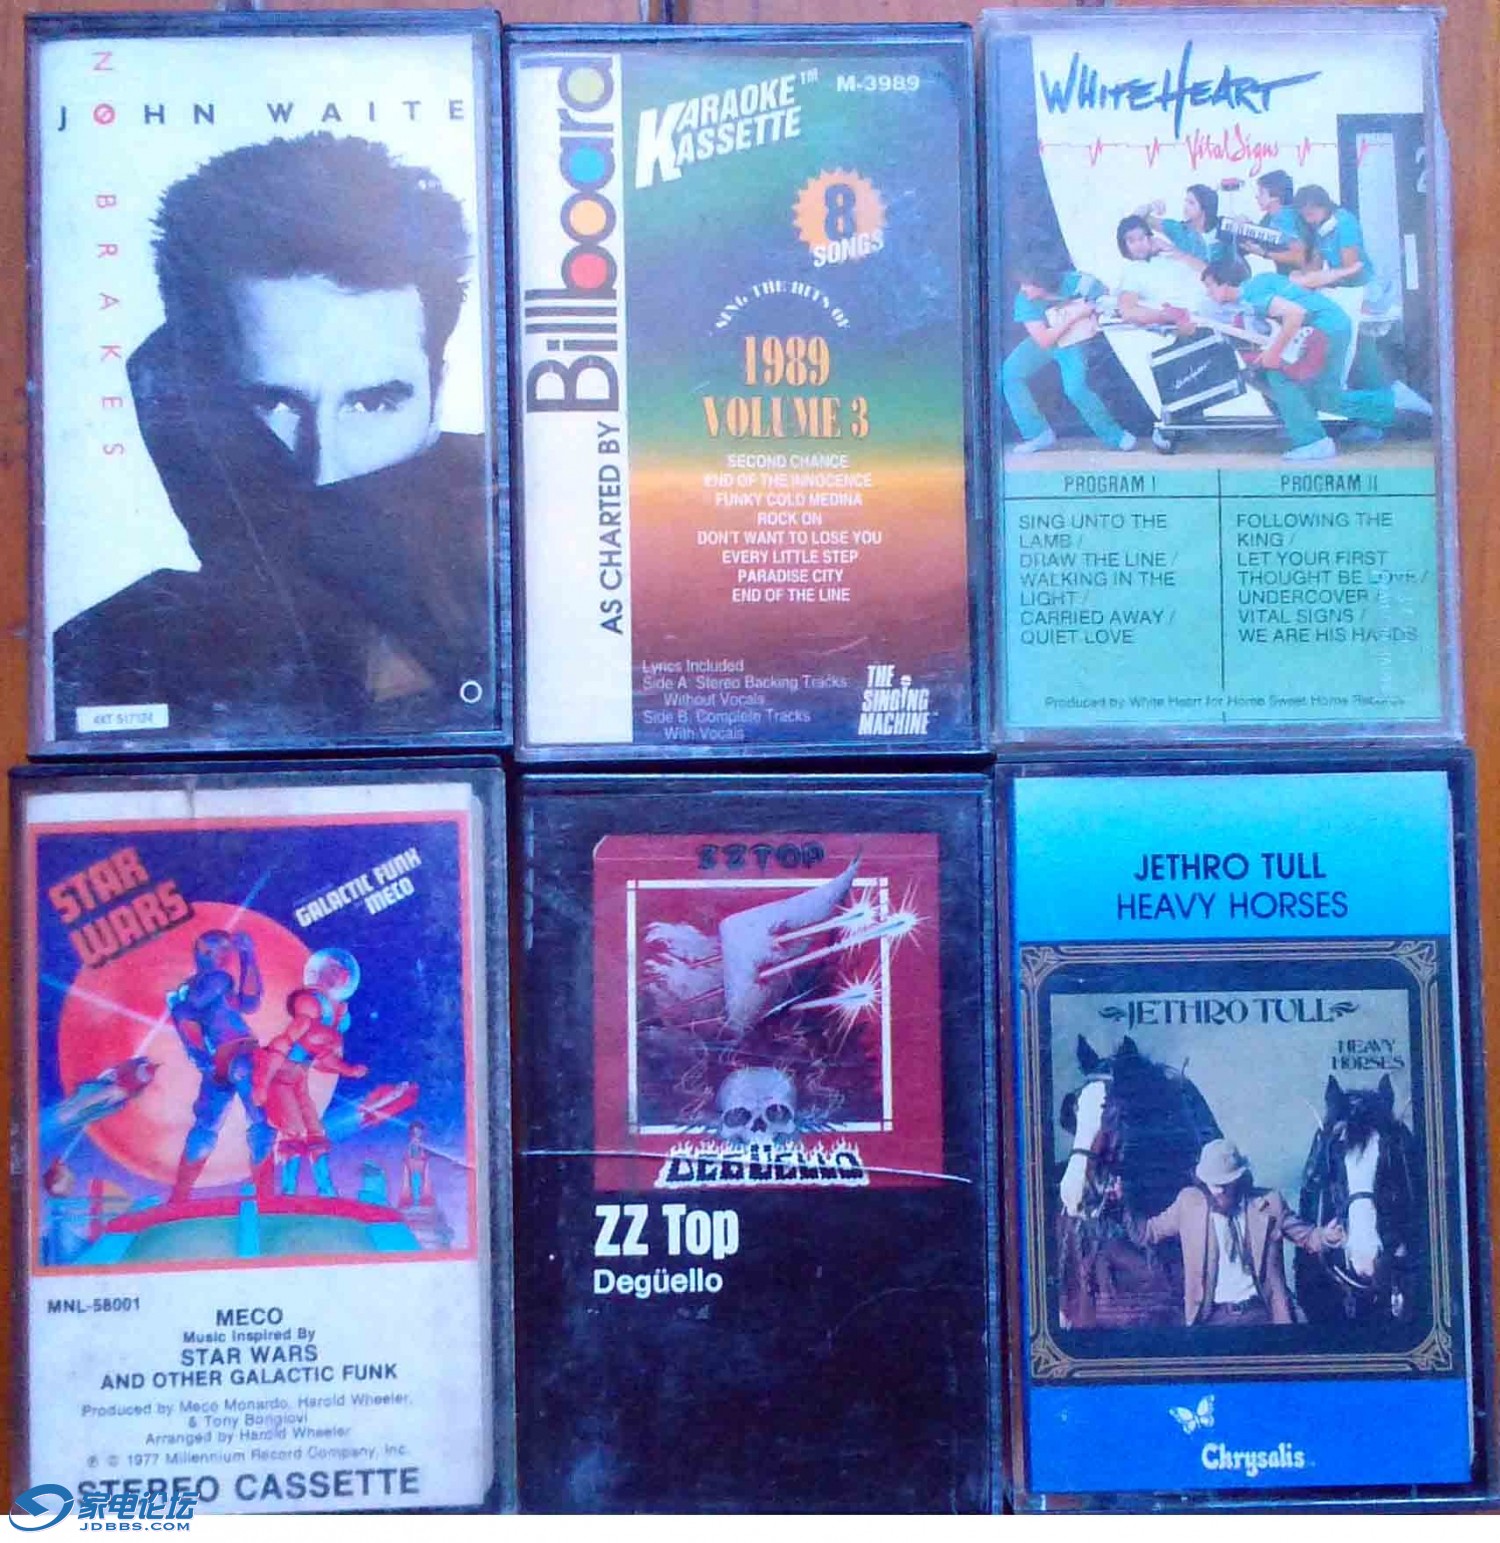 NO BRAKES
JOHN WAITE
4XT 517124
AS CHARTED BY Billboard
KARAOKE™
KASSETTE
M-3989
8
SONGS
SING THE HITS OF
1989
VOLUME 3
SECOND CHANCE
END OF THE INNOCENCE
FUNKY COLD MEDINA
ROCK ON
DON'T WANT TO LOSE YOU
EVERY LITTLE STEP
PARADISE CITY
END OF THE LINE
Lyrics Included
Side A: Stereo Backing Tracks
Without Vocals
Side B: Complete Tracks
With Vocals
THE
SINGING
MACHINE™
WHITEHEART
Vital Signs
PROGRAM I
SING UNTO THE
LAMB /
DRAW THE LINE /
WALKING IN THE
LIGHT /
CARRIED AWAY /
QUIET LOVE
PROGRAM II
FOLLOWING THE
KING /
LET YOUR FIRST
THOUGHT BE LOVE /
UNDERCOVER /
VITAL SIGNS /
WE ARE HIS HANDS
Produced by White Heart for Home Sweet Home Records
STAR
WARS
GALACTIC FUNK
MECO
MNL-58001
MECO
Music Inspired By
STAR WARS
AND OTHER GALACTIC FUNK
Produced by Meco Monardo, Harold Wheeler,
& Tony Bongiovi
Arranged by Harold Wheeler
℗ © 1977 Millennium Record Company, Inc.
STEREO CASSETTE
ZZ TOP
DEGÜELLO
ZZ Top
Degüello
JETHRO TULL
HEAVY HORSES
JETHRO TULL
HEAVY
HORSES
Chrysalis
家电论坛
JDBBS.COM